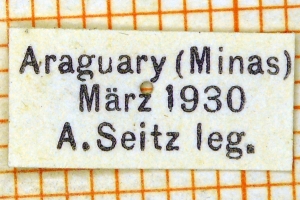 Araguary (Minas)
März 1930
A. Seitz leg.